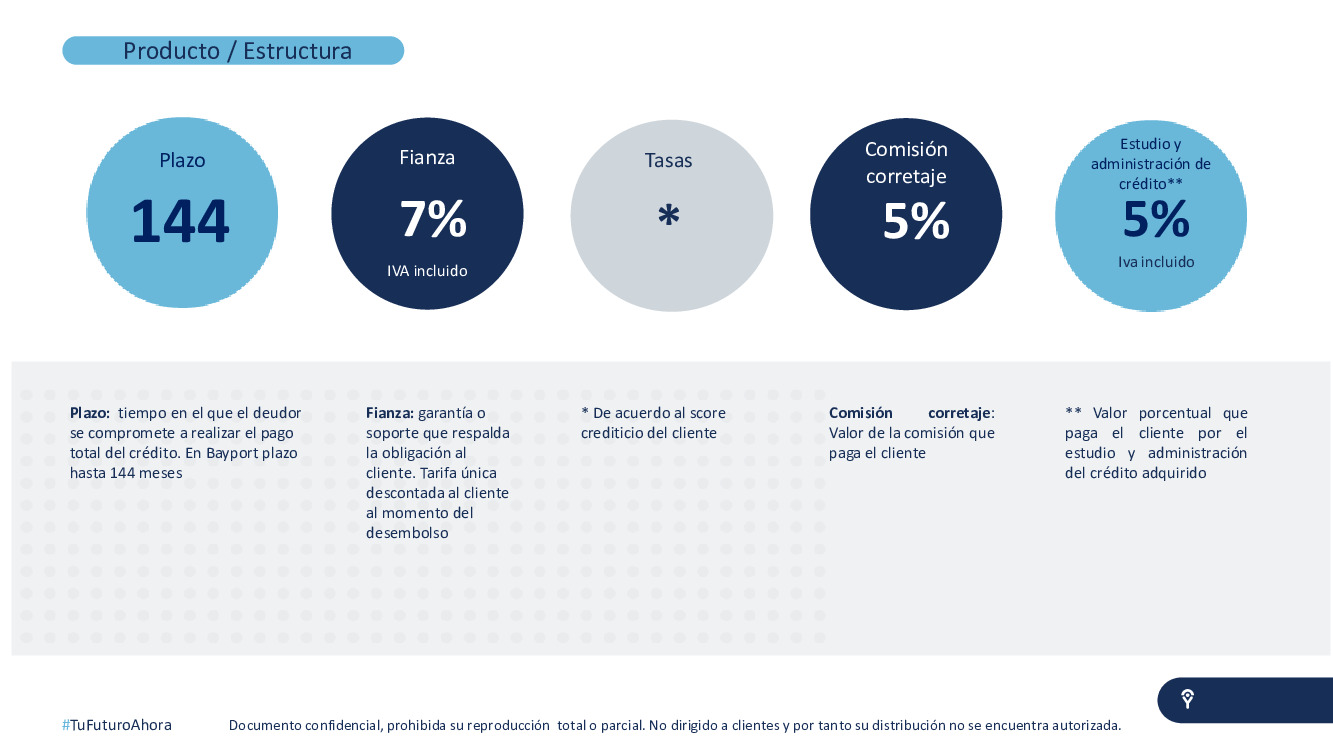 Producto / Estructura
Plazo
144
Fianza
7%
IVA incluido
Tasas
*
Comisión
corretaje
5%
Estudio y
administración de
crédito**
5%
Iva incluido
Plazo: tiempo en el que el deudor
se compromete a realizar el pago
total del crédito. En Bayport plazo
hasta 144 meses
Fianza: garantía o
soporte que respalda
la obligación al
cliente. Tarifa única
descontada al cliente
al momento del
desembolso
* De acuerdo al score
crediticio del cliente
Comisión corretaje:
Valor de la comisión que
paga el cliente
** Valor porcentual que
paga el cliente por el
estudio y administración
del crédito adquirido
#TuFuturoAhora
Documento confidencial, prohibida su reproducción total o parcial. No dirigido a clientes y por tanto su distribución no se encuentra autorizada.